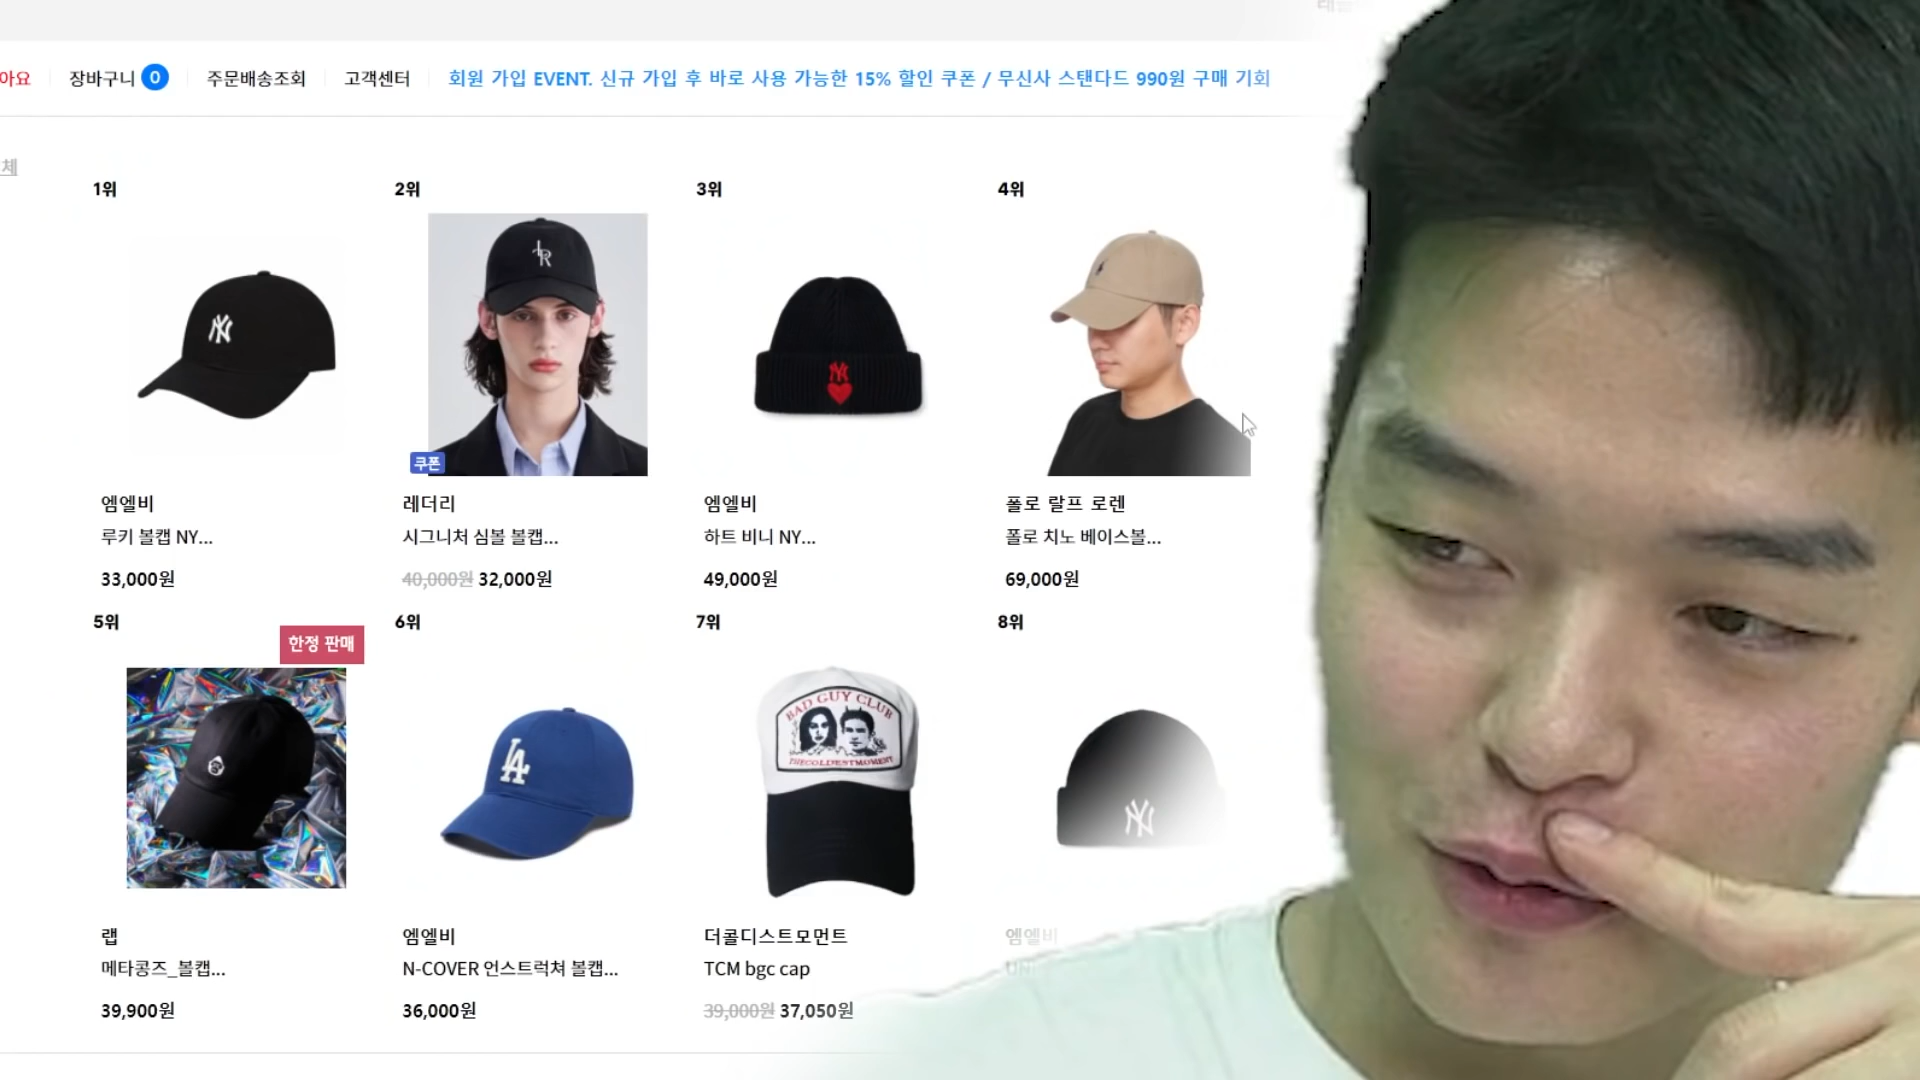 아요
장바구니 0
주문배송조회
고객센터
회원 가입 EVENT. 신규 가입 후 바로 사용 가능한 15% 할인 쿠폰 / 무신사 스탠다드 990원 구매 기회
체
1위
2위
3위
4위
NY
쿠폰
NY
엠엘비
레더리
엠엘비
폴로 랄프 로렌
루키 볼캡 NY...
시그니처 심볼 볼캡...
하트 비니 NY...
폴로 치노 베이스볼...
33,000원
40,000원 32,000원
49,000원
69,000원
5위
6위
7위
8위
한정 판매
LA
BAD GUY CLUB
THECOLDESTMOMENT
NY
랩
엠엘비
더콜디스트모먼트
엠엘비
메타콩즈_볼캡...
N-COVER 언스트럭쳐 볼캡...
TCM bgc cap
39,900원
36,000원
39,000원 37,050원